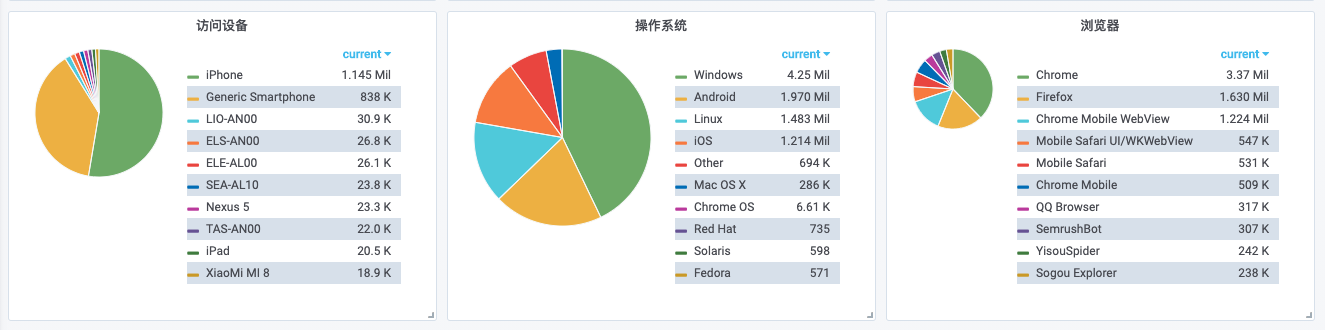 访问设备
current
iPhone 1.145 Mil
Generic Smartphone 838 K
LIO-AN00 30.9 K
ELS-AN00 26.8 K
ELE-AL00 26.1 K
SEA-AL10 23.8 K
Nexus 5 23.3 K
TAS-AN00 22.0 K
iPad 20.5 K
XiaoMi MI 8 18.9 K
操作系统
current
Windows 4.25 Mil
Android 1.970 Mil
Linux 1.483 Mil
iOS 1.214 Mil
Other 694 K
Mac OS X 286 K
Chrome OS 6.61 K
Red Hat 735
Solaris 598
Fedora 571
浏览器
current
Chrome 3.37 Mil
Firefox 1.630 Mil
Chrome Mobile WebView 1.224 Mil
Mobile Safari UI/WKWebView 547 K
Mobile Safari 531 K
Chrome Mobile 509 K
QQ Browser 317 K
SemrushBot 307 K
YisouSpider 242 K
Sogou Explorer 238 K